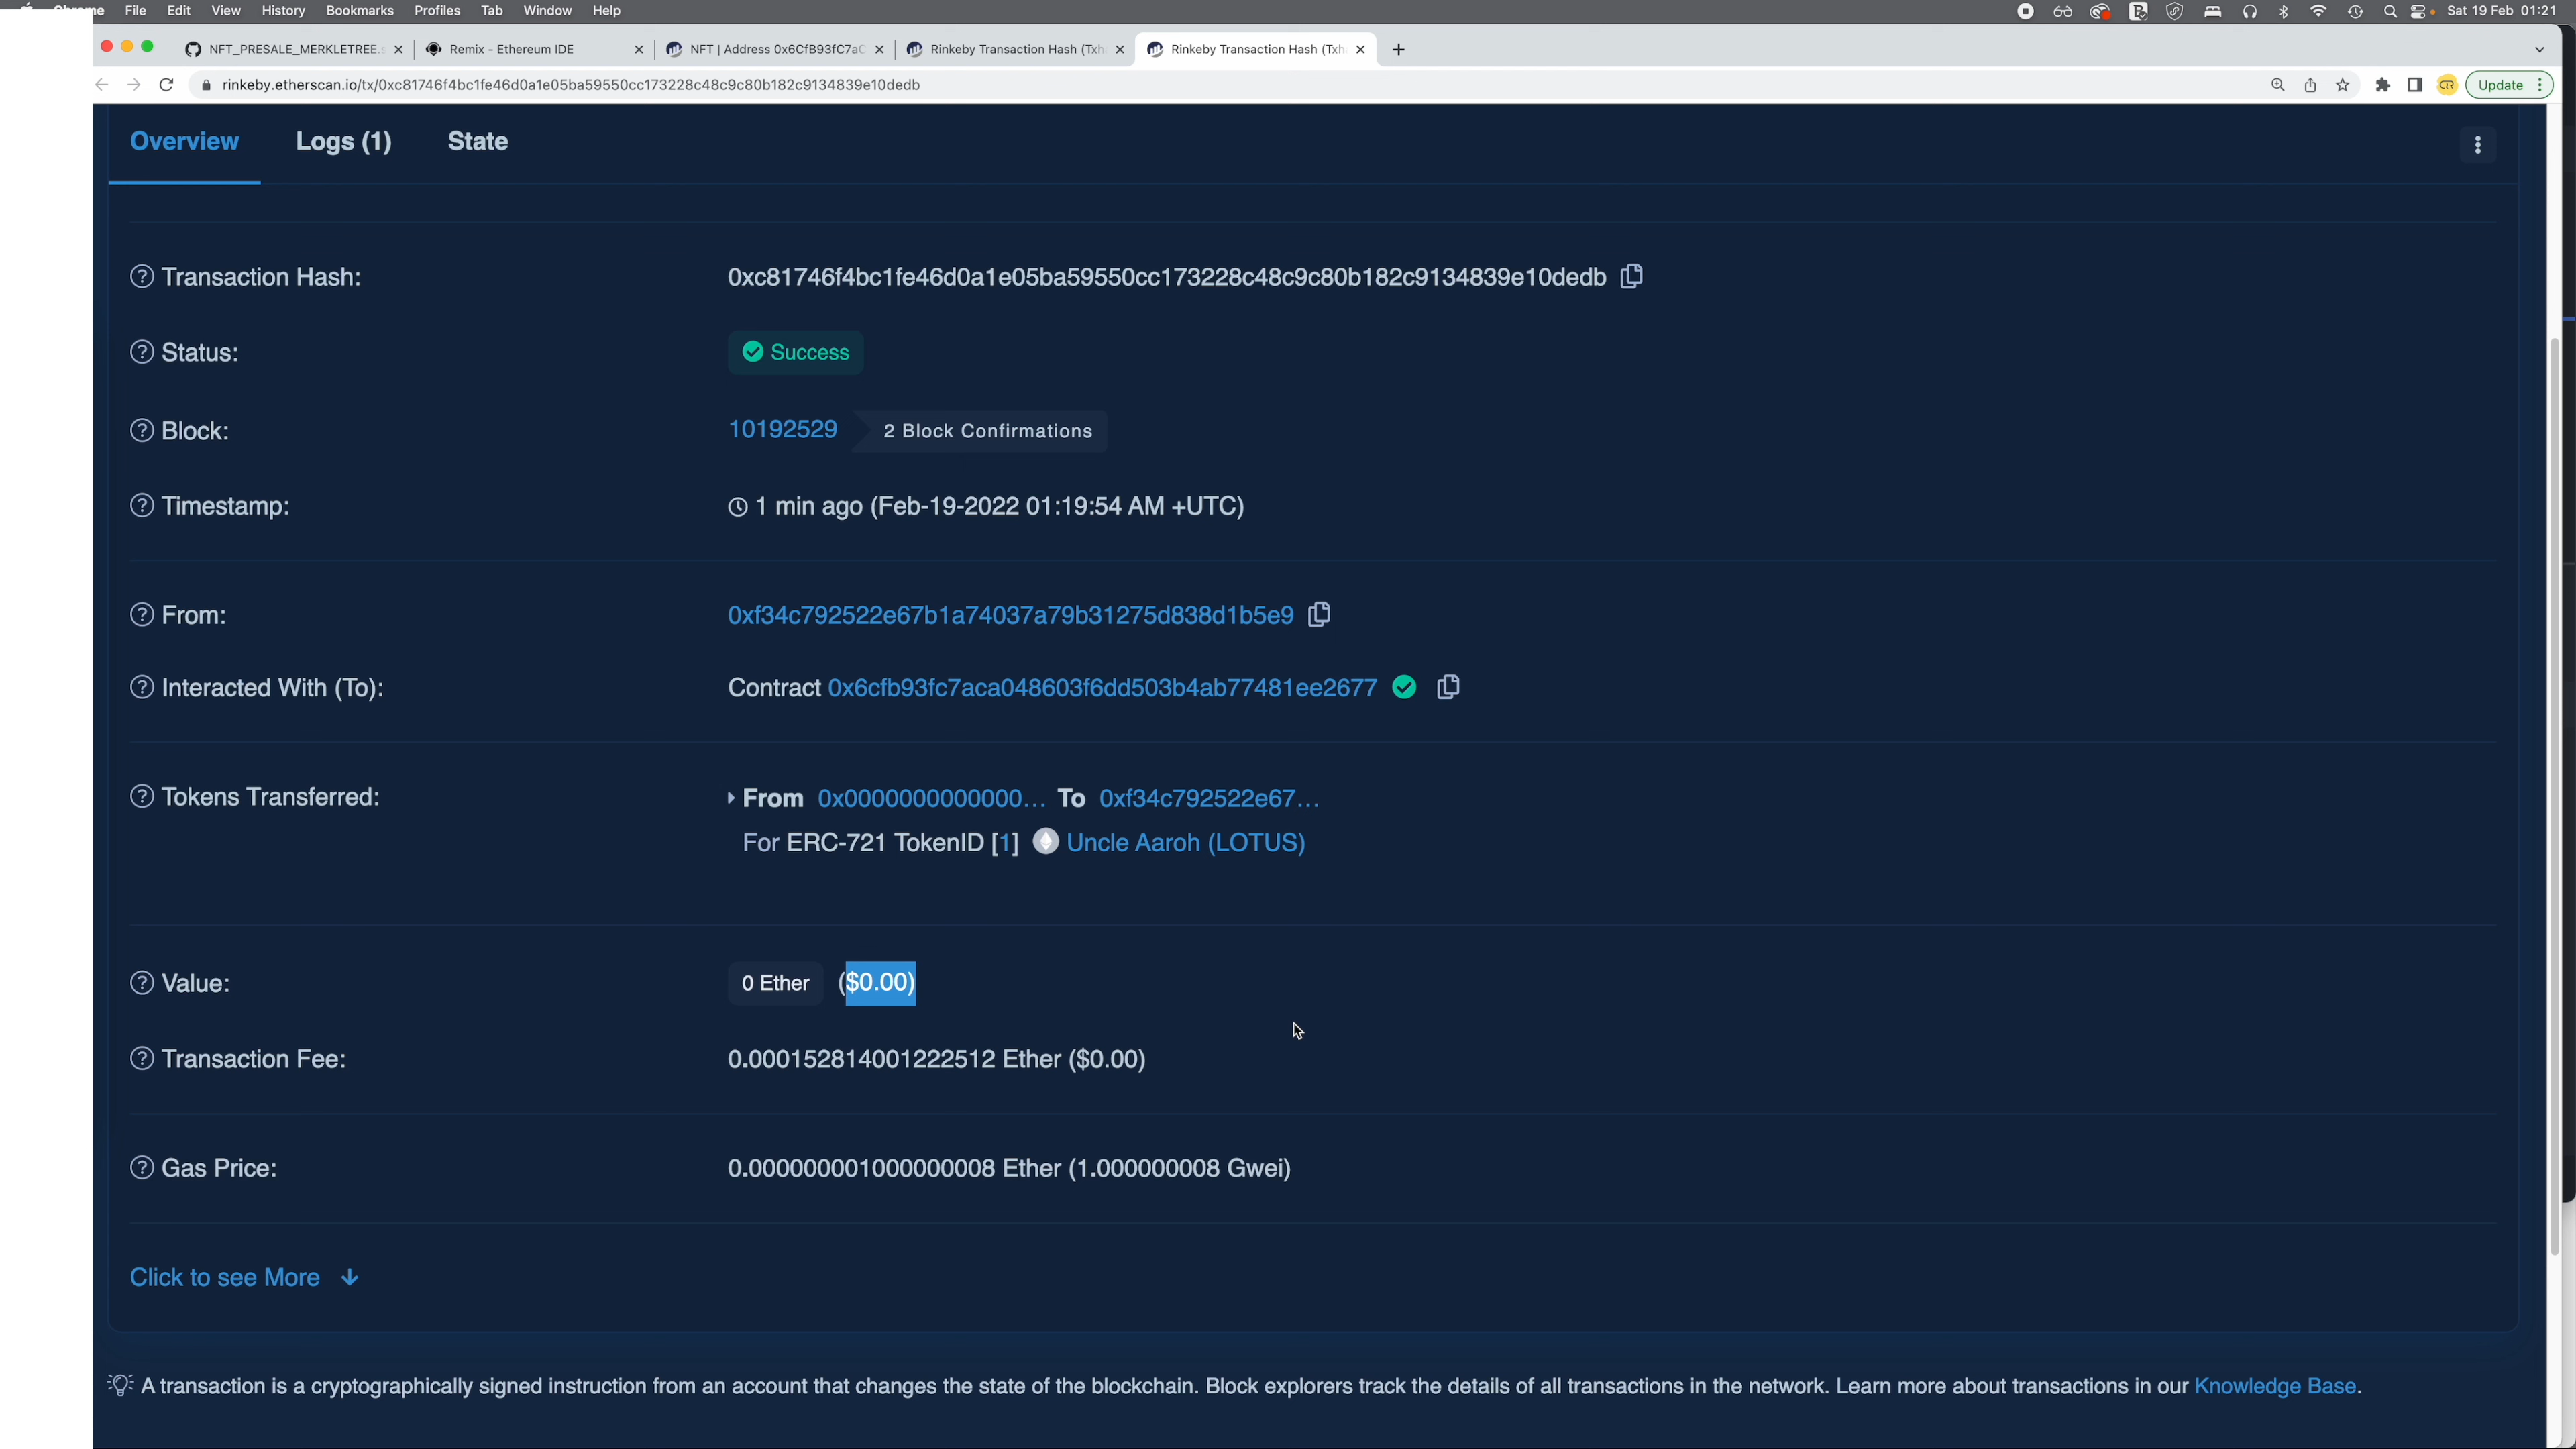 File Edit View History Bookmarks Profiles Tab Window Help Sat 19 Feb 01:21
NFT_PRESALE_MERKLETREE.s Remix - Ethereum IDE NFT | Address 0x6CfB93fC7aC Rinkeby Transaction Hash (Txh Rinkeby Transaction Hash (Txh
rinkeby.etherscan.io/tx/0xc81746f4bc1fe46d0a1e05ba59550cc173228c48c9c80b182c9134839e10dedb Update
Overview Logs (1) State
Transaction Hash: 0xc81746f4bc1fe46d0a1e05ba59550cc173228c48c9c80b182c9134839e10dedb
Status: Success
Block: 10192529 2 Block Confirmations
Timestamp: 1 min ago (Feb-19-2022 01:19:54 AM +UTC)
From: 0xf34c792522e67b1a74037a79b31275d838d1b5e9
Interacted With (To): Contract 0x6cfb93fc7aca048603f6dd503b4ab77481ee2677
Tokens Transferred: From 0x0000000000000... To 0xf34c792522e67...
For ERC-721 TokenID [1] Uncle Aaroh (LOTUS)
Value: 0 Ether ($0.00)
Transaction Fee: 0.000152814001222512 Ether ($0.00)
Gas Price: 0.000000001000000008 Ether (1.000000008 Gwei)
Click to see More
A transaction is a cryptographically signed instruction from an account that changes the state of the blockchain. Block explorers track the details of all transactions in the network. Learn more about transactions in our Knowledge Base.